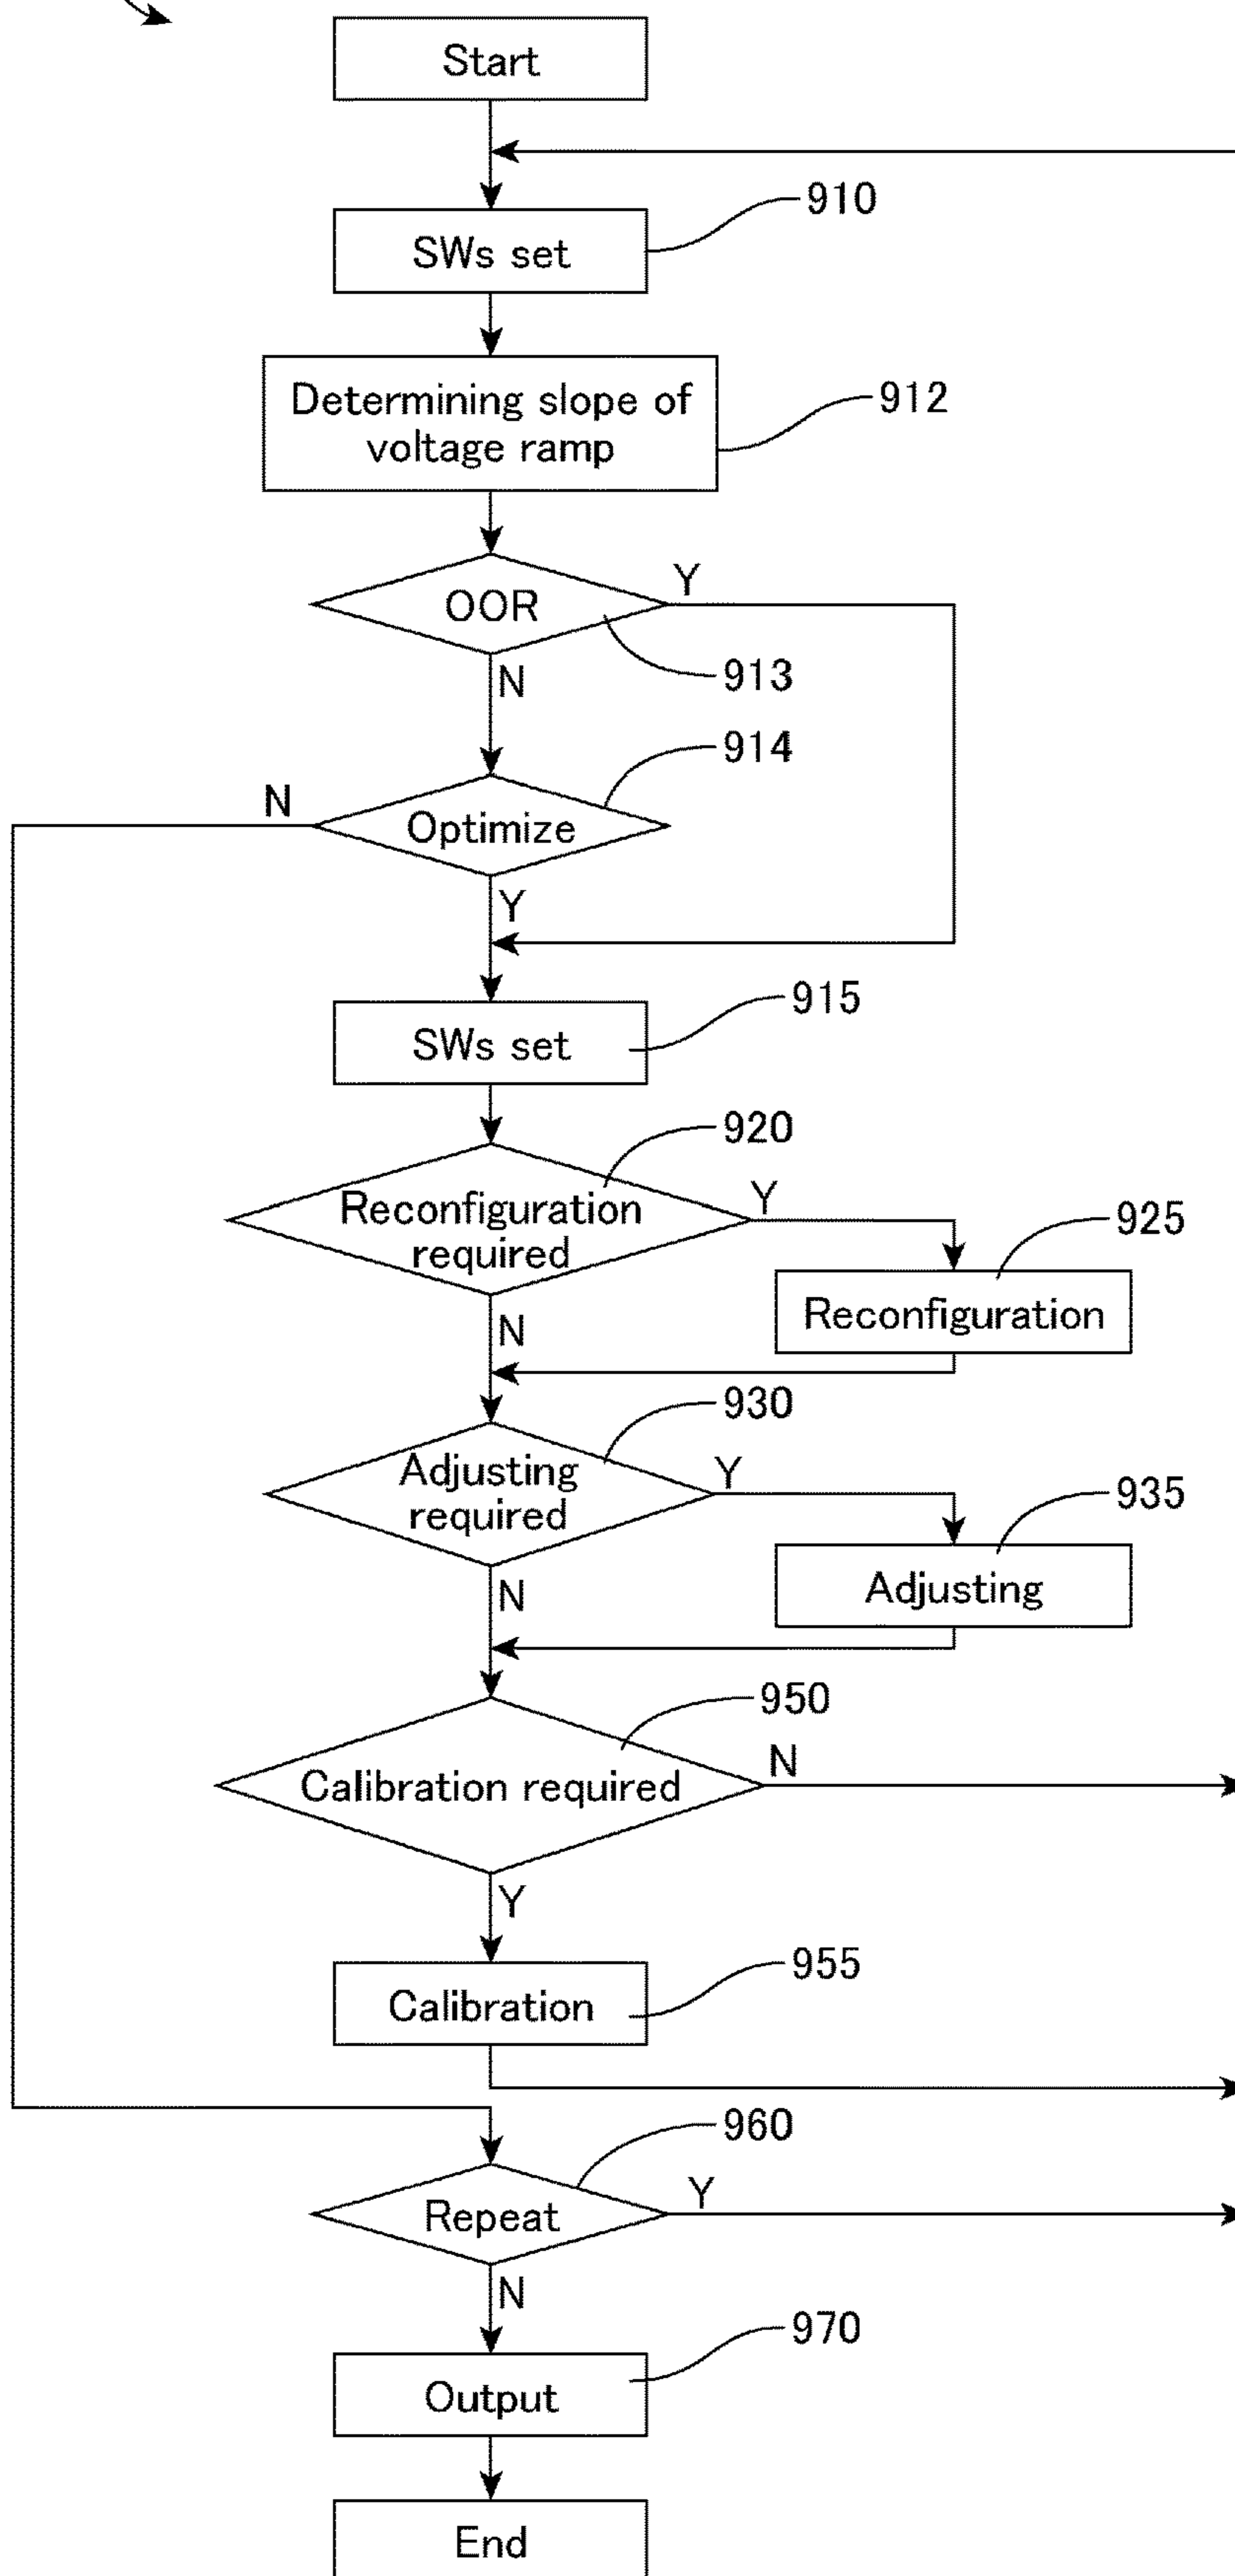 Start
910
SWs set
Determining slope of
voltage ramp
912
Y
OOR
913
N
914
N
Optimize
Y
915
SWs set
920
Reconfiguration
required
Y
925
Reconfiguration
N
930
Adjusting
required
Y
935
Adjusting
N
950
Calibration required
N
Y
955
Calibration
960
Repeat
Y
N
970
Output
End